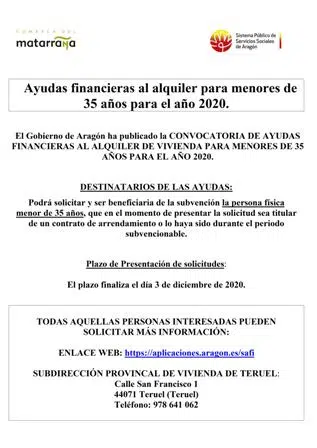 COMARCA DEL
matarraña
Sistema Público de
Servicios Sociales
de Aragón
Ayudas financieras al alquiler para menores de
35 años para el año 2020.
El Gobierno de Aragón ha publicado la CONVOCATORIA DE AYUDAS
FINANCIERAS AL ALQUILER DE VIVIENDA PARA MENORES DE 35
AÑOS PARA EL AÑO 2020.
DESTINATARIOS DE LAS AYUDAS:
Podrá solicitar y ser beneficiaria de la subvención la persona física
menor de 35 años, que en el momento de presentar la solicitud sea titular
de un contrato de arrendamiento o lo haya sido durante el periodo
subvencionable.
Plazo de Presentación de solicitudes:
El plazo finaliza el día 3 de diciembre de 2020.
TODAS AQUELLAS PERSONAS INTERESADAS PUEDEN
SOLICITAR MÁS INFORMACIÓN:
ENLACE WEB: https://aplicaciones.aragon.es/safi
SUBDIRECCIÓN PROVINCAL DE VIVIENDA DE TERUEL:
Calle San Francisco 1
44071 Teruel (Teruel)
Teléfono: 978 641 062